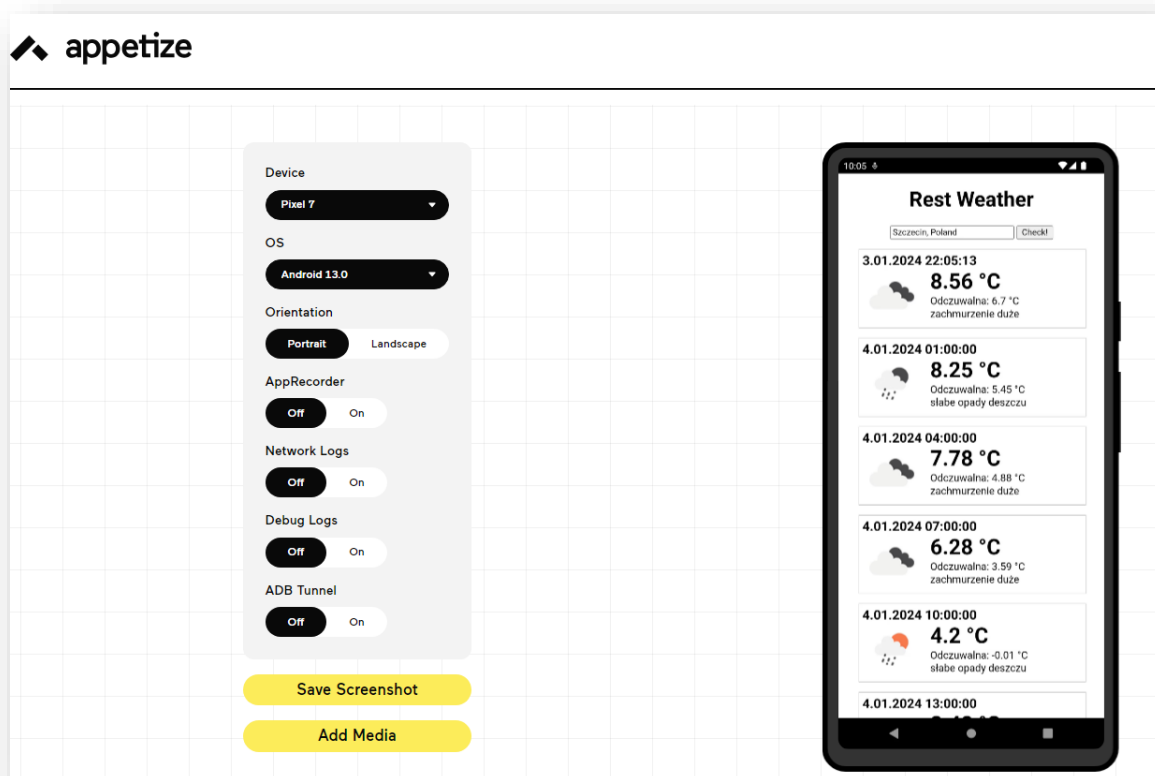 appetize
Device
Pixel 7
OS
Android 13.0
Orientation
Portrait Landscape
AppRecorder
Off On
Network Logs
Off On
Debug Logs
Off On
ADB Tunnel
Off On
Save Screenshot
Add Media
10:05
Rest Weather
Szczecin, Poland Check!
3.01.2024 22:05:13
8.56 °C
Odczuwalna: 6.7 °C
zachmurzenie duże
4.01.2024 01:00:00
8.25 °C
Odczuwalna: 5.45 °C
słabe opady deszczu
4.01.2024 04:00:00
7.78 °C
Odczuwalna: 4.88 °C
zachmurzenie duże
4.01.2024 07:00:00
6.28 °C
Odczuwalna: 3.59 °C
zachmurzenie duże
4.01.2024 10:00:00
4.2 °C
Odczuwalna: -0.01 °C
słabe opady deszczu
4.01.2024 13:00:00